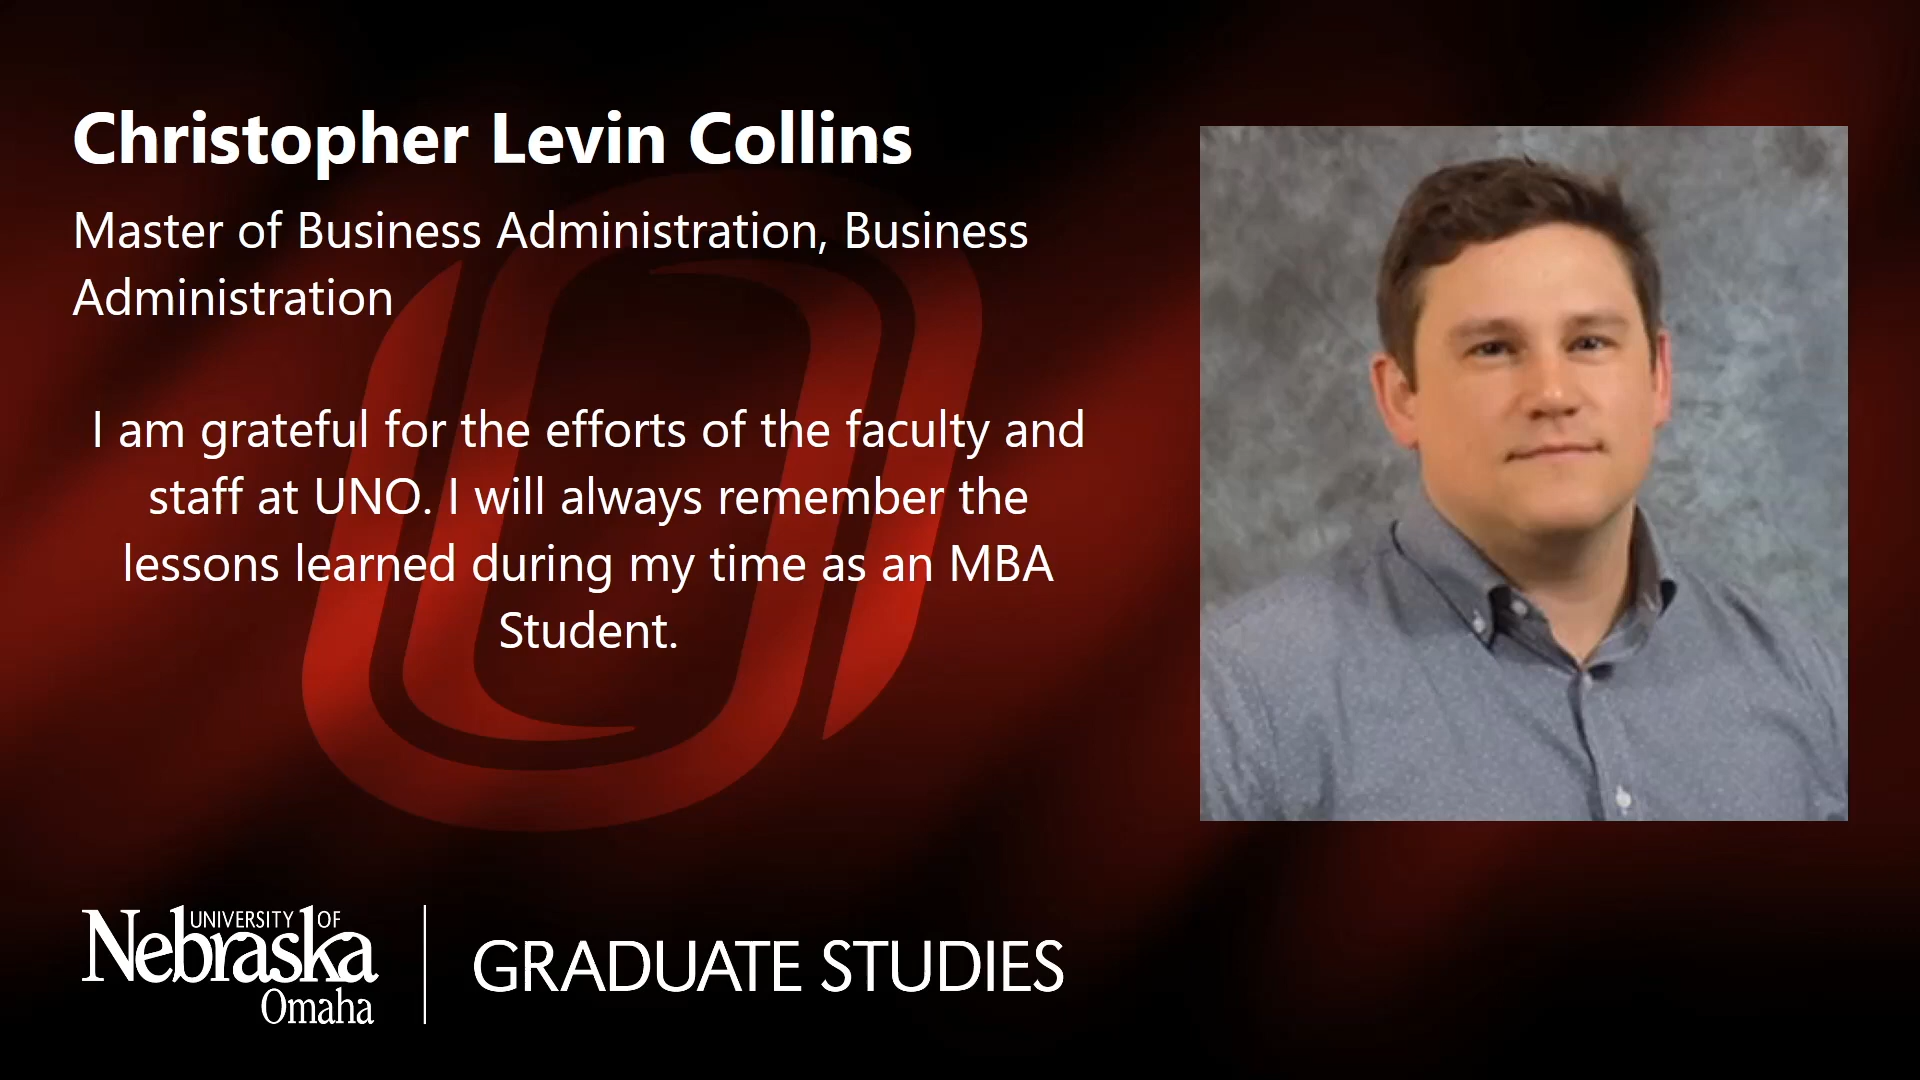 Christopher Levin Collins
Master of Business Administration, Business
Administration
I am grateful for the efforts of the faculty and
staff at UNO. I will always remember the
lessons learned during my time as an MBA
Student.
UNIVERSITY OF
Nebraska
Omaha
GRADUATE STUDIES